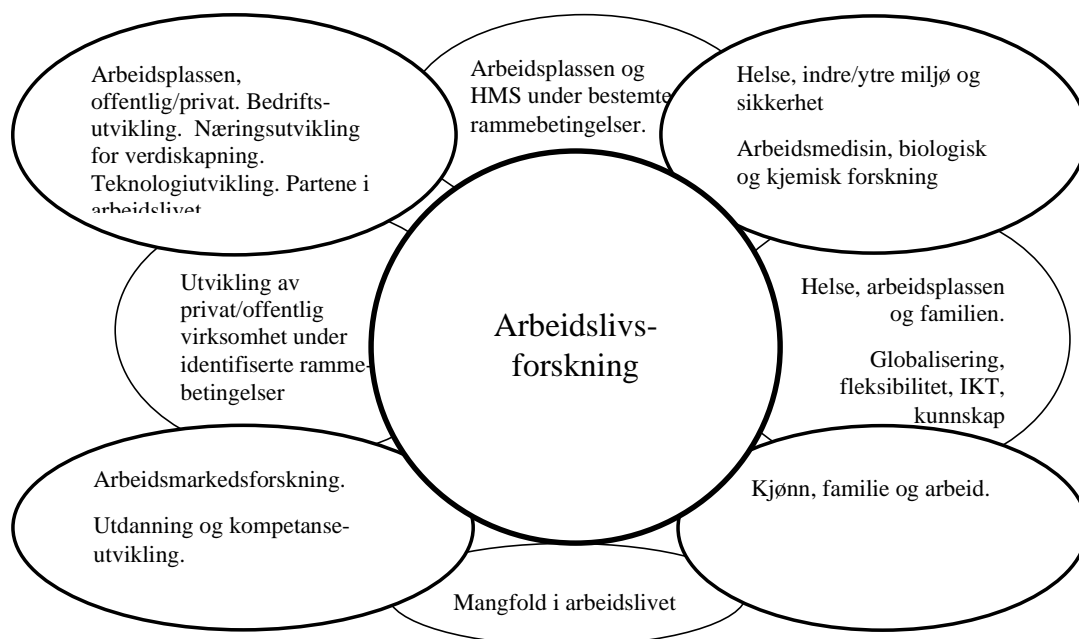 Arbeidsplassen,
offentlig/privat. Bedrifts-
utvikling. Næringsutvikling
for verdiskapning.
Teknologiutvikling. Partene i
arbeidslivet
Arbeidsplassen og
HMS under bestemte
rammebetingelser.
Helse, indre/ytre miljø og
sikkerhet
Arbeidsmedisin, biologisk
og kjemisk forskning
Utvikling av
privat/offentlig
virksomhet under
identifiserte ramme-
betingelser
Arbeidslivs-
forskning
Helse, arbeidsplassen
og familien.
Globalisering,
fleksibilitet, IKT,
kunnskap
Arbeidsmarkedsforskning.
Utdanning og kompetanse-
utvikling.
Kjønn, familie og arbeid.
Mangfold i arbeidslivet